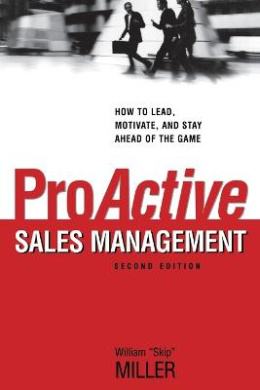 HOW TO LEAD,
MOTIVATE, AND STAY
AHEAD OF THE GAME
ProActive
SALES MANAGEMENT
SECOND EDITION
William "Skip"
MILLER